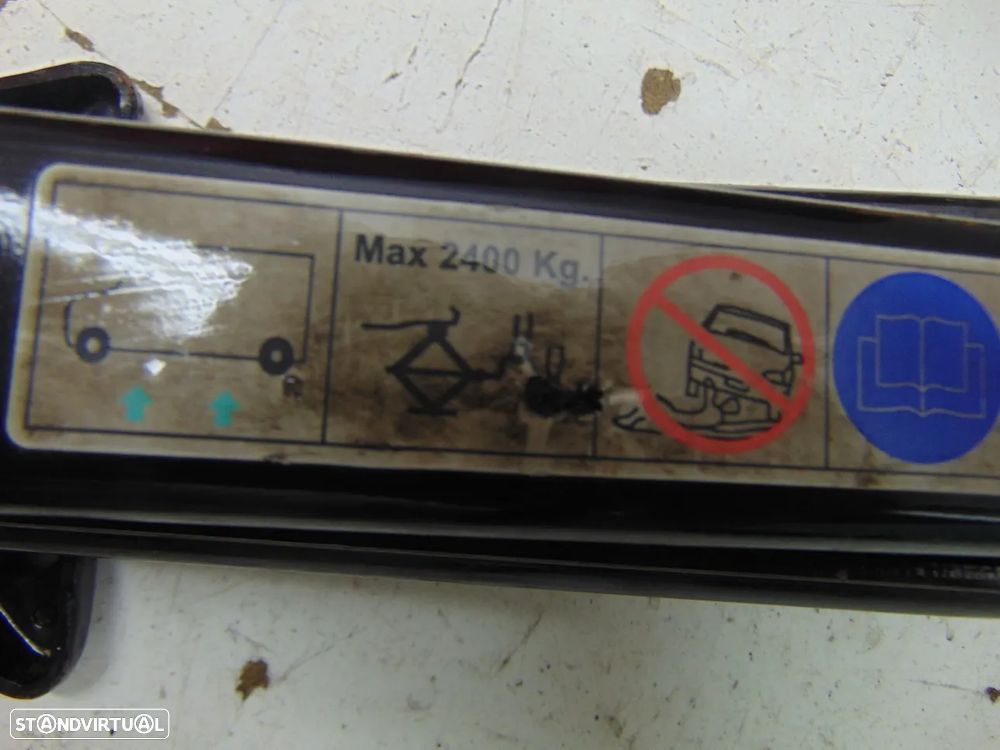 Max 2400 Kg.
STANDVIRTUAL